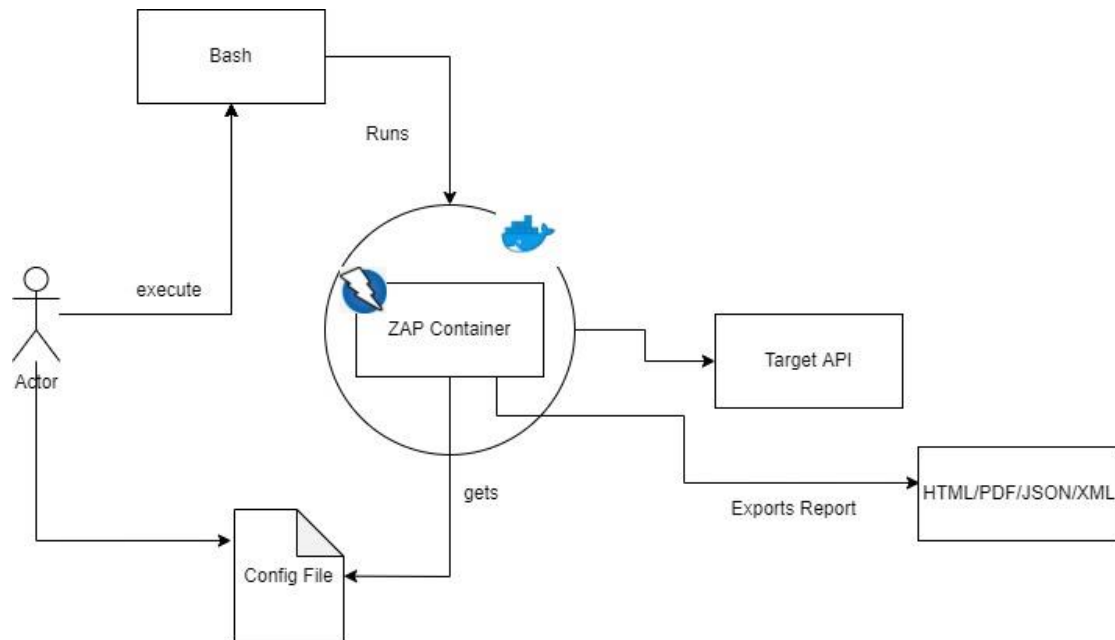 Bash
Runs
execute
ZAP Container
Target API
Actor
gets
HTML/PDF/JSON/XML
Exports Report
Config File